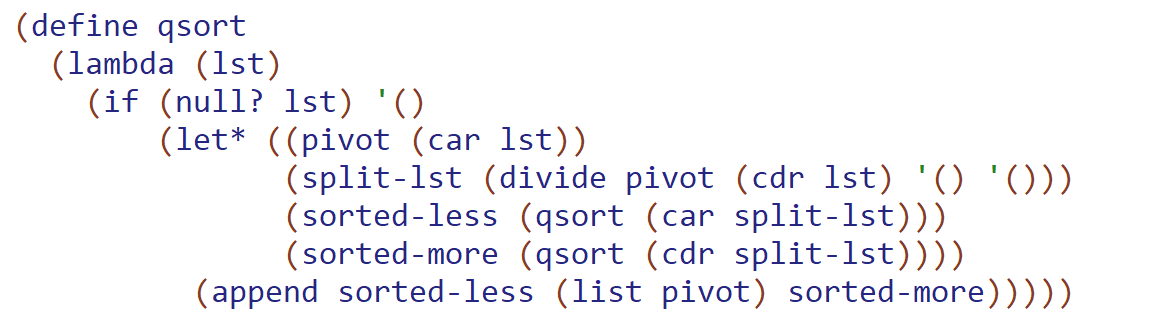 (define qsort
  (lambda (lst)
    (if (null? lst) '()
        (let* ((pivot (car lst))
               (split-lst (divide pivot (cdr lst) '() '()))
               (sorted-less (qsort (car split-lst)))
               (sorted-more (qsort (cdr split-lst))))
          (append sorted-less (list pivot) sorted-more)))))